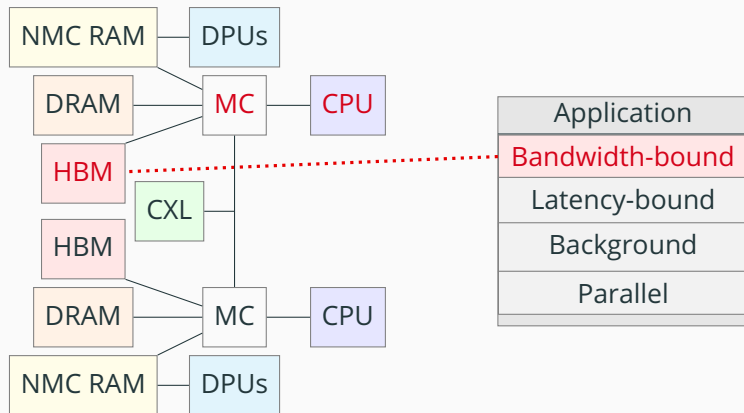 NMC RAM
DPUs
DRAM
MC
CPU
HBM
CXL
HBM
DRAM
MC
CPU
NMC RAM
DPUs
Application
Bandwidth-bound
Latency-bound
Background
Parallel